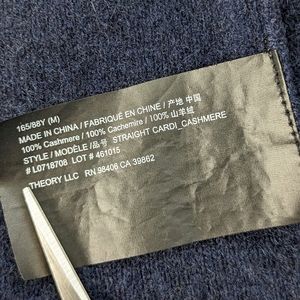 165/88Y (M)
MADE IN CHINA / FABRIQUÉ EN CHINE / 产地 中国
100% Cashmere / 100% Cachemire / 100% 山羊绒
STYLE / MODÈLE /品号 STRAIGHT CARDI_CASHMERE
# L0718708 LOT # 461015
THEORY LLC RN 98406 CA 39862